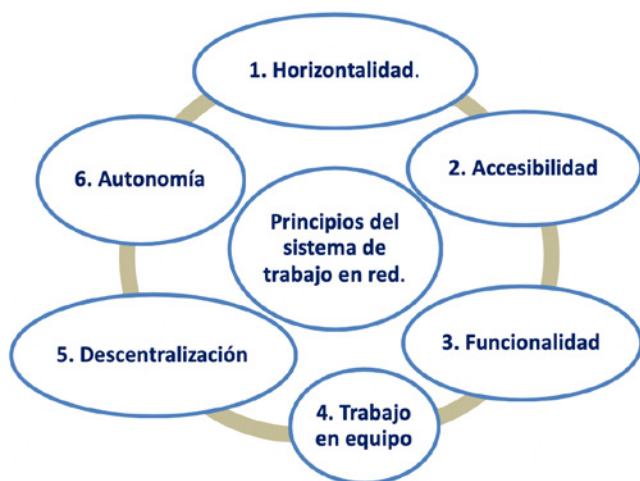 1. Horizontalidad.
2. Accesibilidad
6. Autonomía
Principios del
sistema de
trabajo en red.
3. Funcionalidad
5. Descentralización
4. Trabajo
en equipo